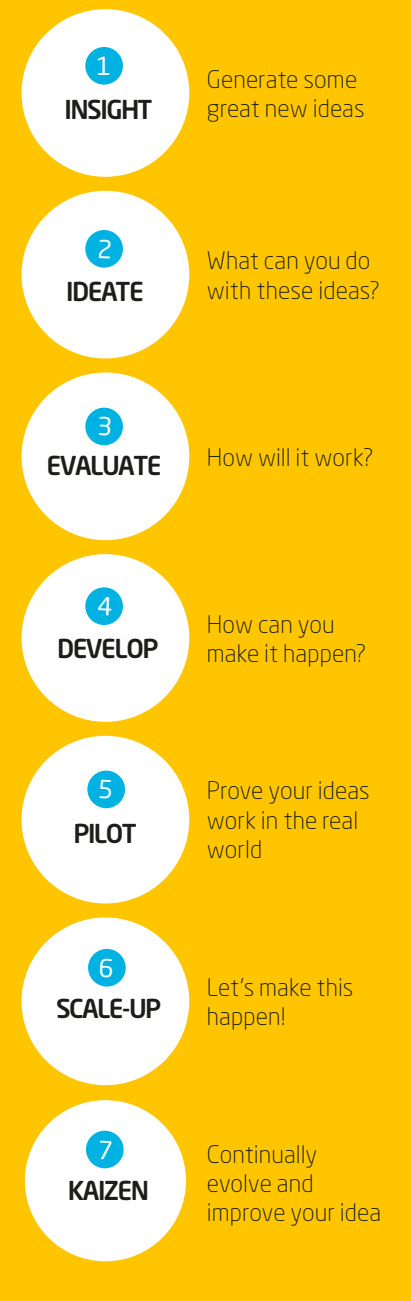 1
INSIGHT
Generate some
great new ideas
2
IDEATE
What can you do
with these ideas?
3
EVALUATE
How will it work?
4
DEVELOP
How can you
make it happen?
5
PILOT
Prove your ideas
work in the real
world
6
SCALE-UP
Let's make this
happen!
7
KAIZEN
Continually
evolve and
improve your idea